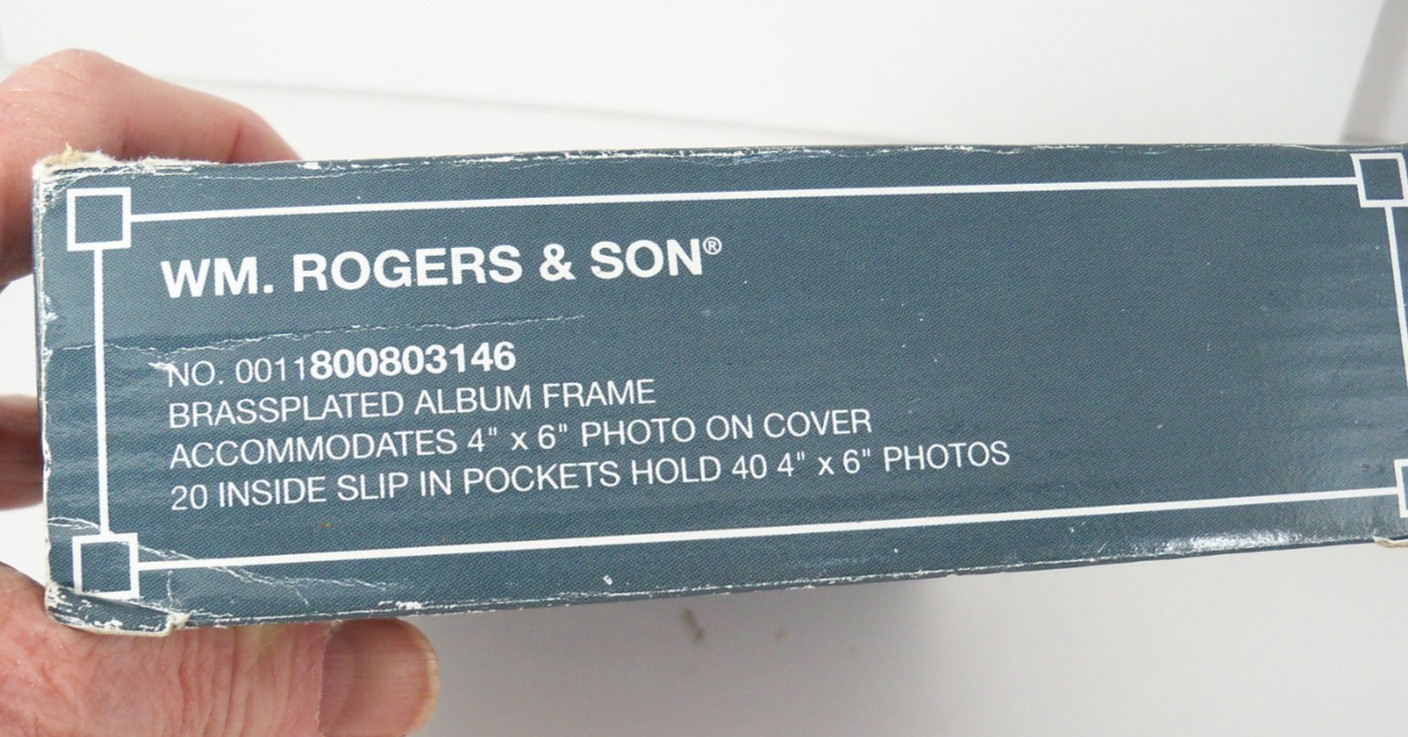 WM. ROGERS & SON®
NO. 0011800803146
BRASSPLATED ALBUM FRAME
ACCOMMODATES 4" x 6" PHOTO ON COVER
20 INSIDE SLIP IN POCKETS HOLD 40 4" x 6" PHOTOS